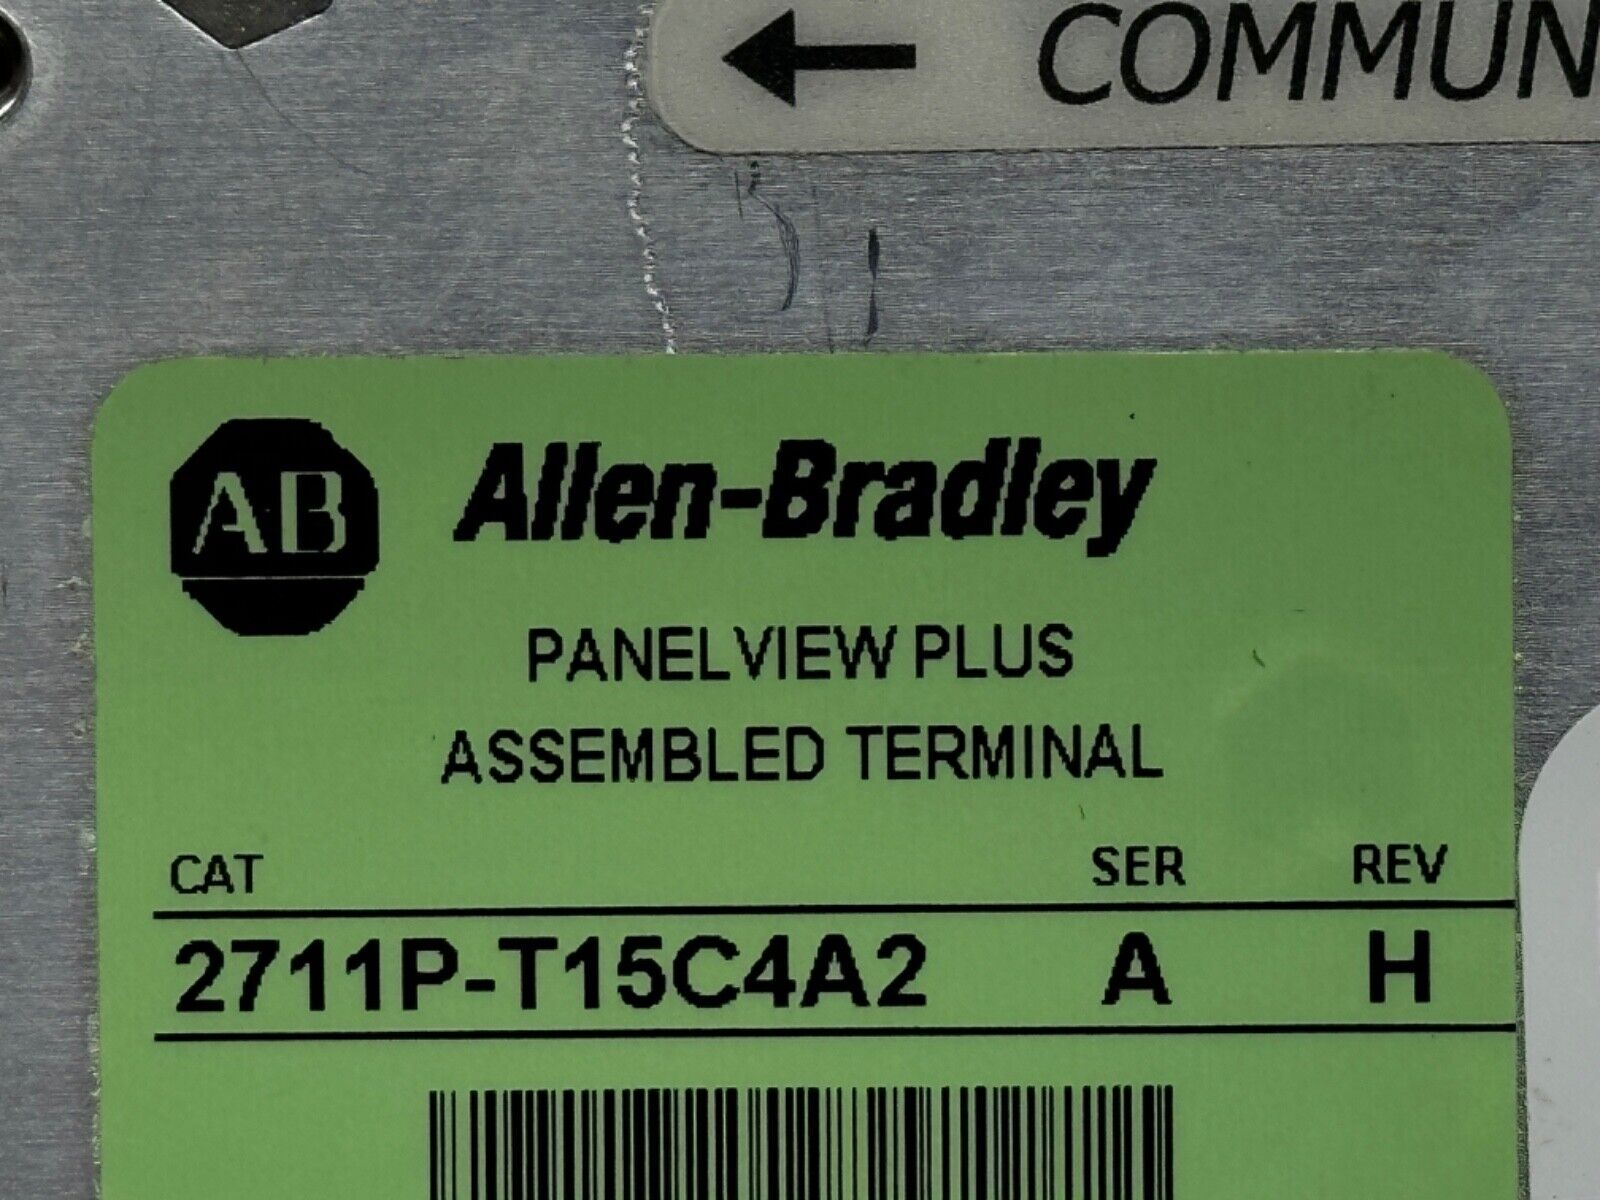 ← COMMUN
AB Allen-Bradley
PANELVIEW PLUS
ASSEMBLED TERMINAL
CAT SER REV
2711P-T15C4A2 A H